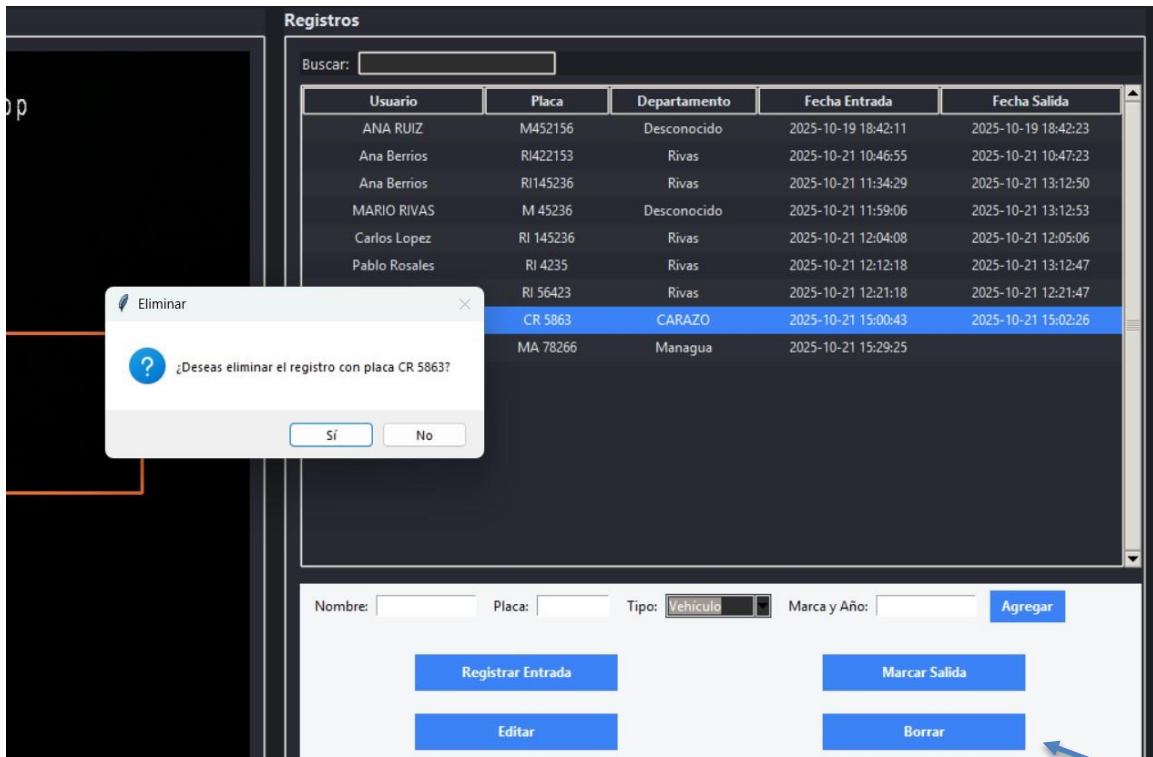 Registros
op
Buscar:
Usuario Placa Departamento Fecha Entrada Fecha Salida
ANA RUIZ M452156 Desconocido 2025-10-19 18:42:11 2025-10-19 18:42:23
Ana Berrios RI422153 Rivas 2025-10-21 10:46:55 2025-10-21 10:47:23
Ana Berrios RI145236 Rivas 2025-10-21 11:34:29 2025-10-21 13:12:50
MARIO RIVAS M 45236 Desconocido 2025-10-21 11:59:06 2025-10-21 13:12:53
Carlos Lopez RI 145236 Rivas 2025-10-21 12:04:08 2025-10-21 12:05:06
Pablo Rosales RI 4235 Rivas 2025-10-21 12:12:18 2025-10-21 13:12:47
RI 56423 Rivas 2025-10-21 12:21:18 2025-10-21 12:21:47
CR 5863 CARAZO 2025-10-21 15:00:43 2025-10-21 15:02:26
MA 78266 Managua 2025-10-21 15:29:25
Eliminar
¿Deseas eliminar el registro con placa CR 5863?
Sí No
Nombre: Placa: Tipo: Vehículo Marca y Año: Agregar
Registrar Entrada Marcar Salida
Editar Borrar